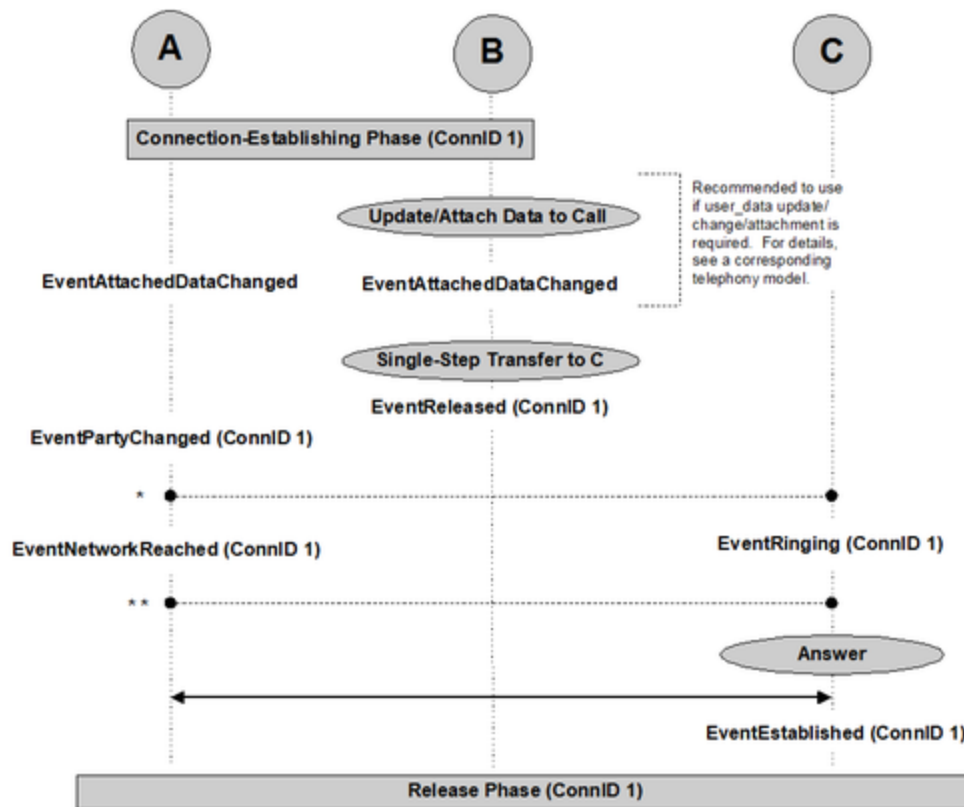 A
B
C
Connection-Establishing Phase (ConnID 1)
Update/Attach Data to Call
Recommended to use
if user_data update/
change/attachment is
required. For details,
see a corresponding
telephony model.
EventAttachedDataChanged
EventAttachedDataChanged
Single-Step Transfer to C
EventReleased (ConnID 1)
EventPartyChanged (ConnID 1)
*
EventNetworkReached (ConnID 1)
EventRinging (ConnID 1)
**
Answer
EventEstablished (ConnID 1)
Release Phase (ConnID 1)